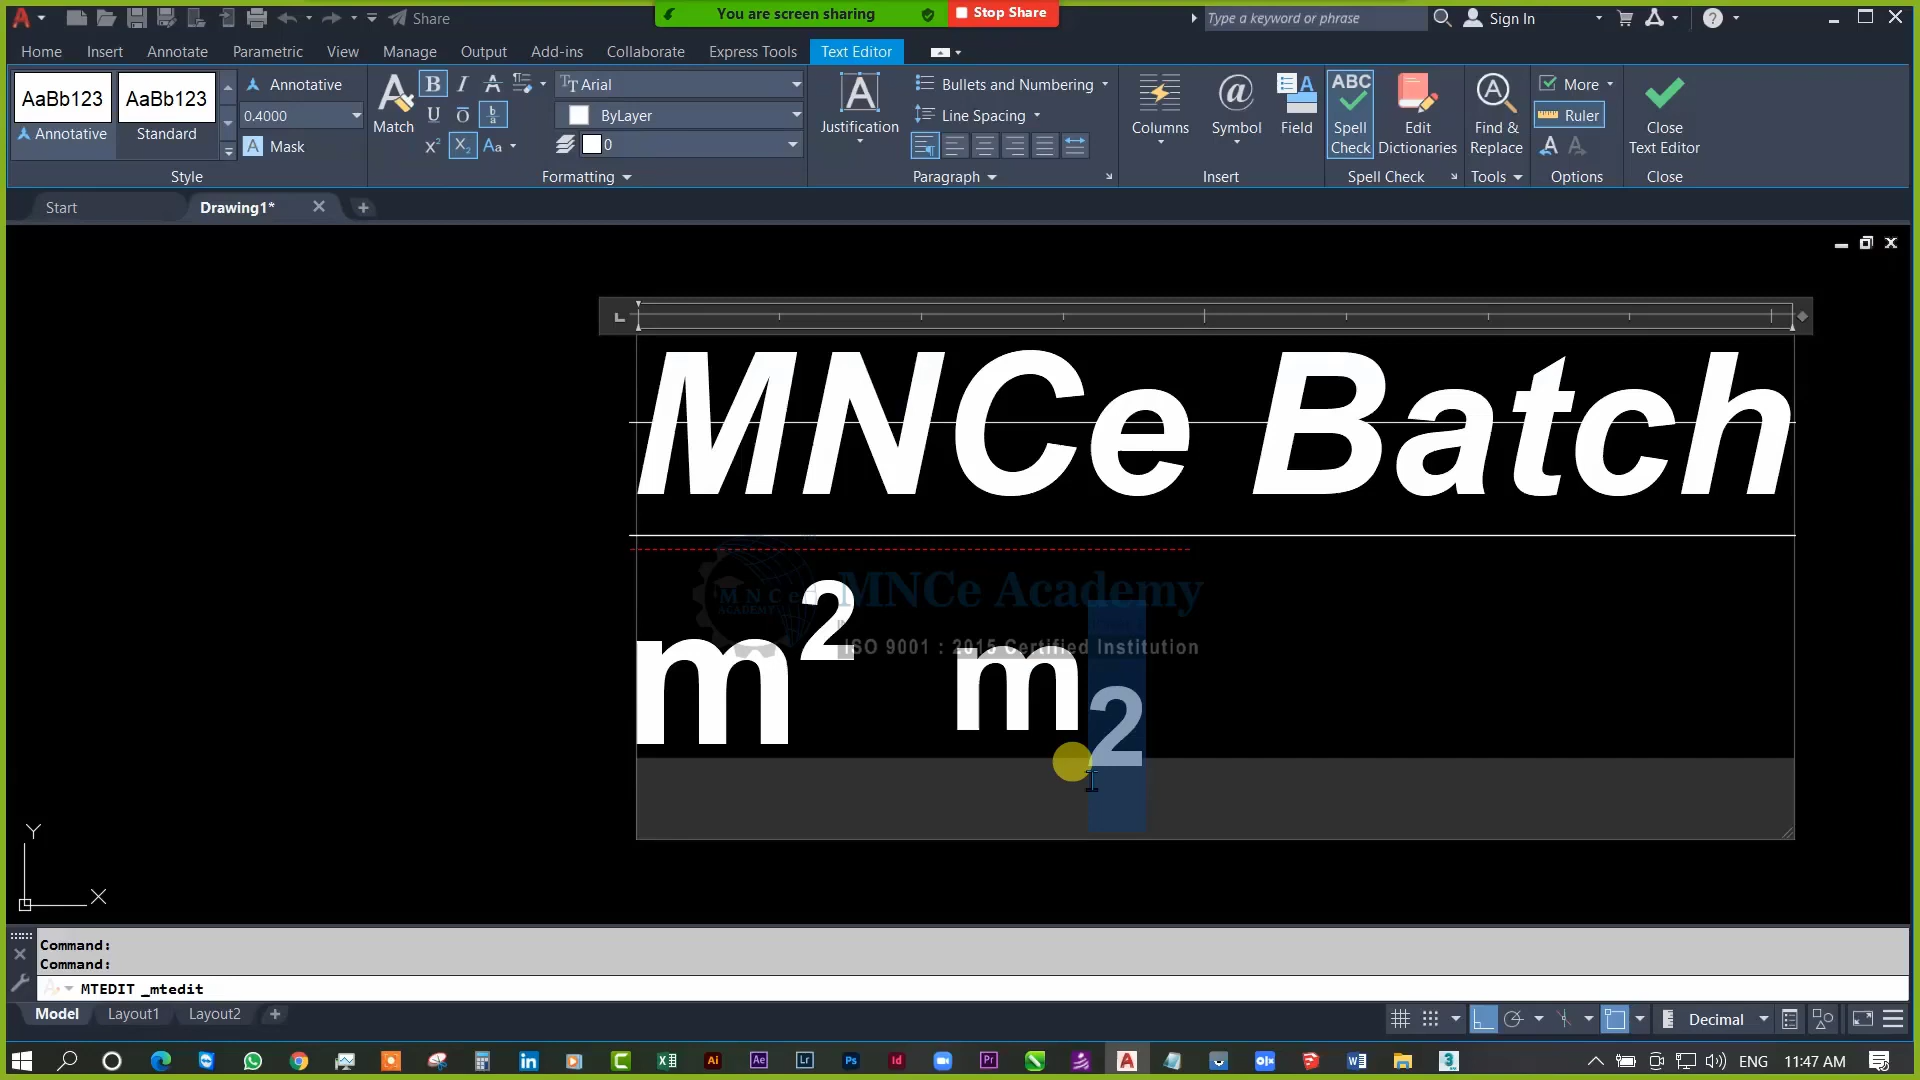 Share
You are screen sharing
Stop Share
Type a keyword or phrase
Sign In
Home Insert Annotate Parametric View Manage Output Add-ins Collaborate Express Tools Text Editor
AaBb123 AaBb123 Annotative
Annotative Standard 0.4000
Mask
Style
Match
Arial
ByLayer
0
Formatting
Justification
Bullets and Numbering
Line Spacing
Paragraph
Columns Symbol Field
Insert
ABC
Spell Check
Edit Dictionaries
Spell Check
Find & Replace
Tools
More
Ruler
Options
Close Text Editor
Close
Start Drawing1*
MNCe Batch
MNCe Academy
MNCe
ACADEMY
ISO 9001 : 2015 Certified Institution
m² m₂
Y
X
Command:
Command:
MTEDIT _mtedit
Model Layout1 Layout2
Decimal
ENG 11:47 AM